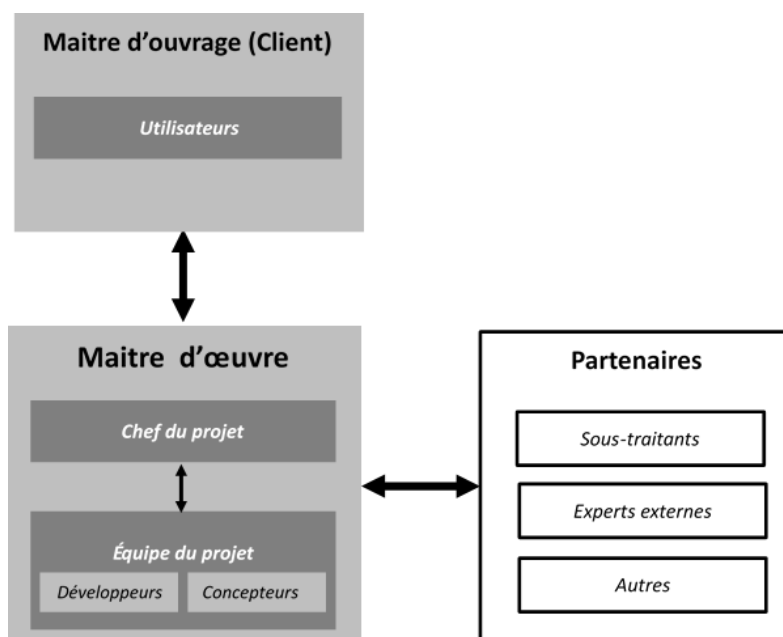 Maitre d'ouvrage (Client)
Utilisateurs
Maitre d'œuvre
Chef du projet
Équipe du projet
Développeurs
Concepteurs
Partenaires
Sous-traitants
Experts externes
Autres